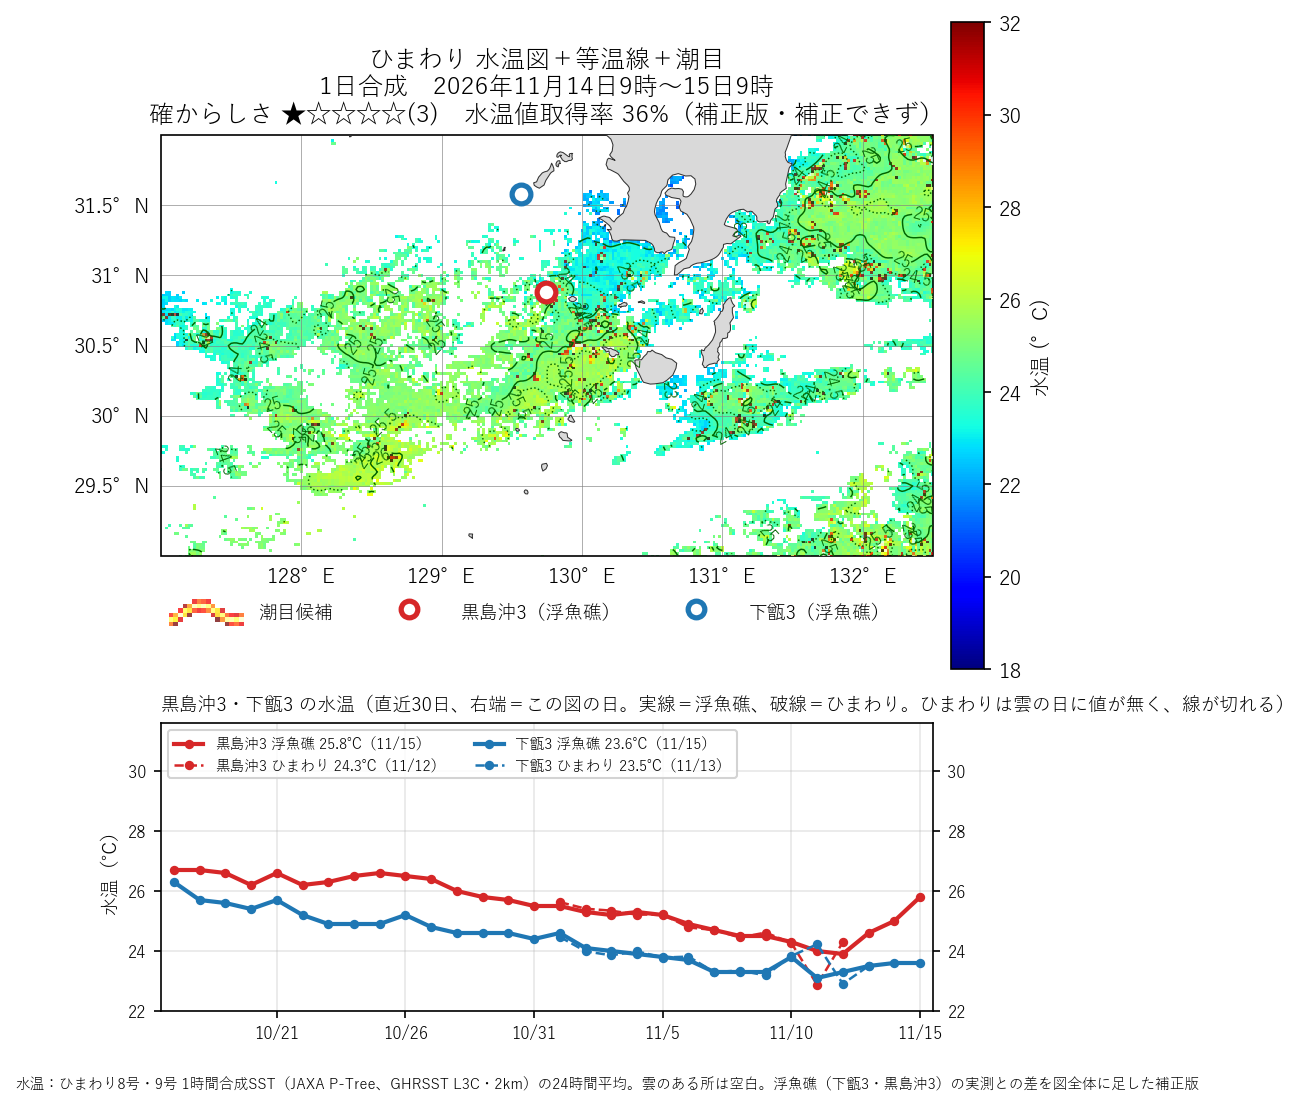 ひまわり 水温図＋等温線＋潮目
1日合成　2026年11月14日9時～15日9時
確からしさ ★☆☆☆☆(3)　水温値取得率 36%（補正版・補正できず）
32
30
28
26
24
22
20
18
水温（° C）
31.5° N
31° N
30.5° N
30° N
29.5° N
128° E
129° E
130° E
131° E
132° E
潮目候補
黒島沖3（浮魚礁）
下甑3（浮魚礁）
黒島沖3・下甑3 の水温（直近30日、右端＝この図の日。実線＝浮魚礁、破線＝ひまわり。ひまわりは雲の日に値が無く、線が切れる）
黒島沖3 浮魚礁 25.8℃（11/15）
黒島沖3 ひまわり 24.3℃（11/12）
下甑3 浮魚礁 23.6℃（11/15）
下甑3 ひまわり 23.5℃（11/13）
水温（℃）
30
28
26
24
22
30
28
26
24
22
10/21
10/26
10/31
11/5
11/10
11/15
水温：ひまわり8号・9号 1時間合成SST（JAXA P-Tree、GHRSST L3C・2km）の24時間平均。雲のある所は空白。浮魚礁（下甑3・黒島沖3）の実測との差を図全体に足した補正版